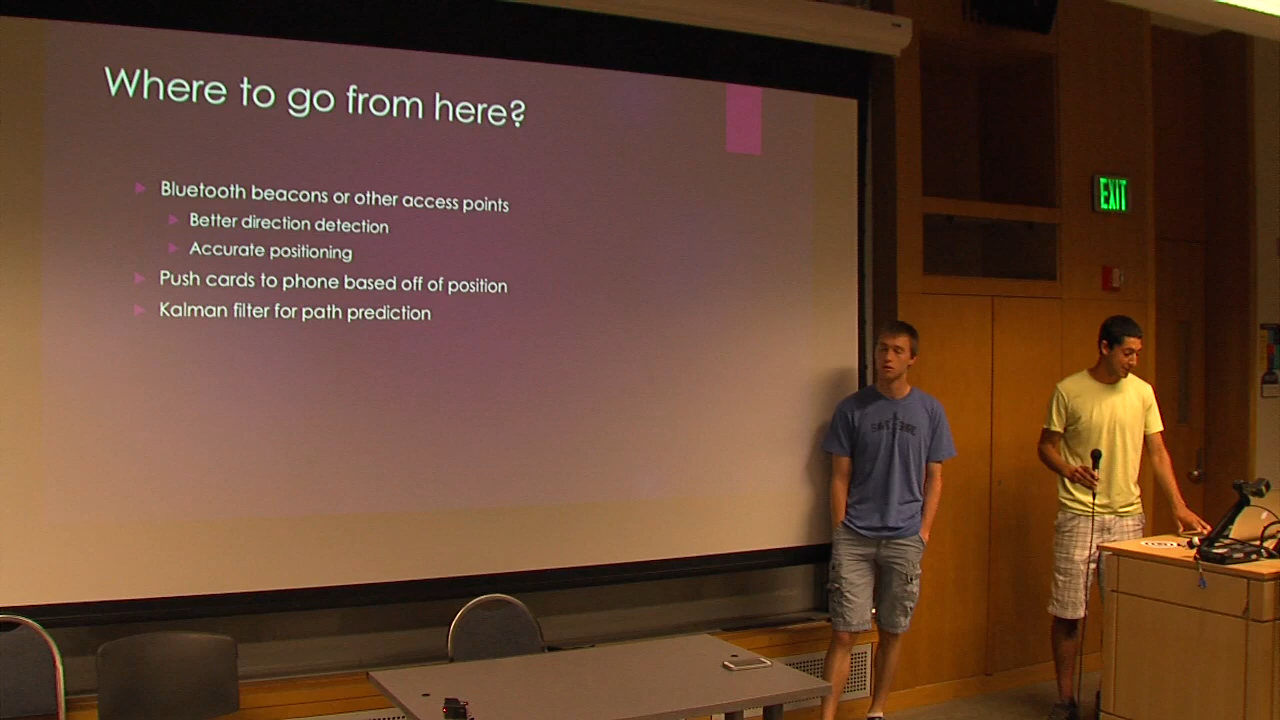 Where to go from here?
Bluetooth beacons or other access points
Better direction detection
Accurate positioning
Push cards to phone based off of position
Kalman filter for path prediction
EXIT